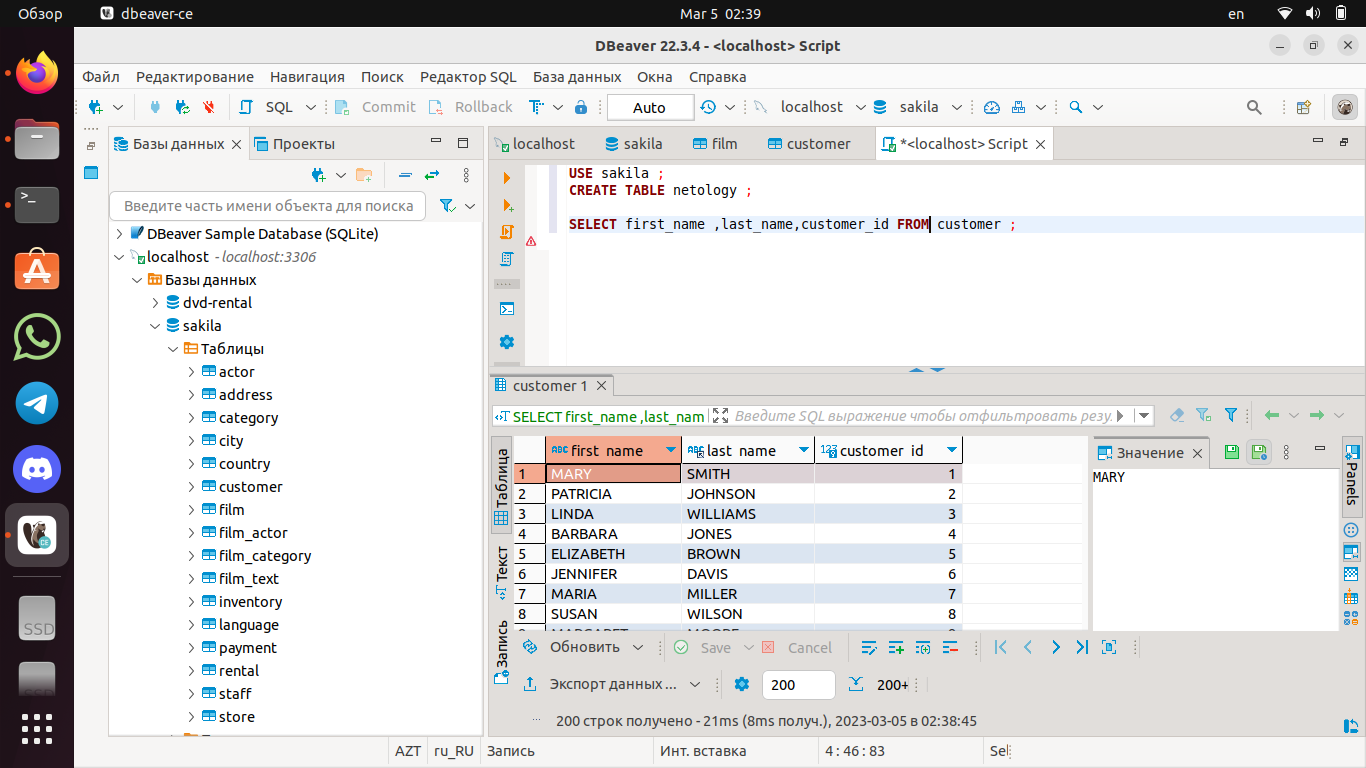 Обзор dbeaver-ce Mar 5 02:39 en
DBeaver 22.3.4 - <localhost> Script
Файл Редактирование Навигация Поиск Редактор SQL База данных Окна Справка
SQL Commit Rollback Auto localhost sakila
Базы данных Проекты localhost sakila film customer *<localhost> Script
Введите часть имени объекта для поиска
DBeaver Sample Database (SQLite)
localhost - localhost:3306
Базы данных
dvd-rental
sakila
Таблицы
actor
address
category
city
country
customer
film
film_actor
film_category
film_text
inventory
language
payment
rental
staff
store
USE sakila ;
CREATE TABLE netology ;
SELECT first_name ,last_name,customer_id FROM customer ;
customer 1
SELECT first_name ,last_nam Введите SQL выражение чтобы отфильтровать резу
Таблица
Текст
Запись
first_name last_name customer_id
1 MARY SMITH 1
2 PATRICIA JOHNSON 2
3 LINDA WILLIAMS 3
4 BARBARA JONES 4
5 ELIZABETH BROWN 5
6 JENNIFER DAVIS 6
7 MARIA MILLER 7
8 SUSAN WILSON 8
Значение
MARY
Panels
Обновить Save Cancel
Экспорт данных ... 200 200+
200 строк получено - 21ms (8ms получ.), 2023-03-05 в 02:38:45
AZT ru_RU Запись Инт. вставка 4 : 46 : 83 Sel
SSD